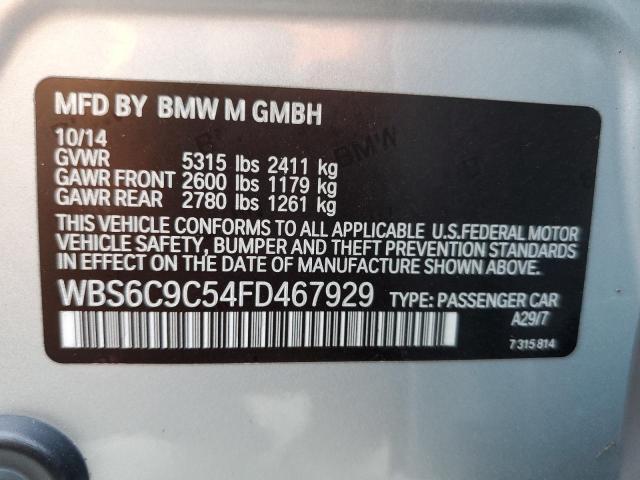 MFD BY BMW M GMBH
10/14
GVWR 5315 lbs 2411 kg
GAWR FRONT 2600 lbs 1179 kg
GAWR REAR 2780 lbs 1261 kg
THIS VEHICLE CONFORMS TO ALL APPLICABLE U.S.FEDERAL MOTOR
VEHICLE SAFETY, BUMPER AND THEFT PREVENTION STANDARDS
IN EFFECT ON THE DATE OF MANUFACTURE SHOWN ABOVE.
WBS6C9C54FD467929 TYPE: PASSENGER CAR
A29/7
7 315 814
BMW